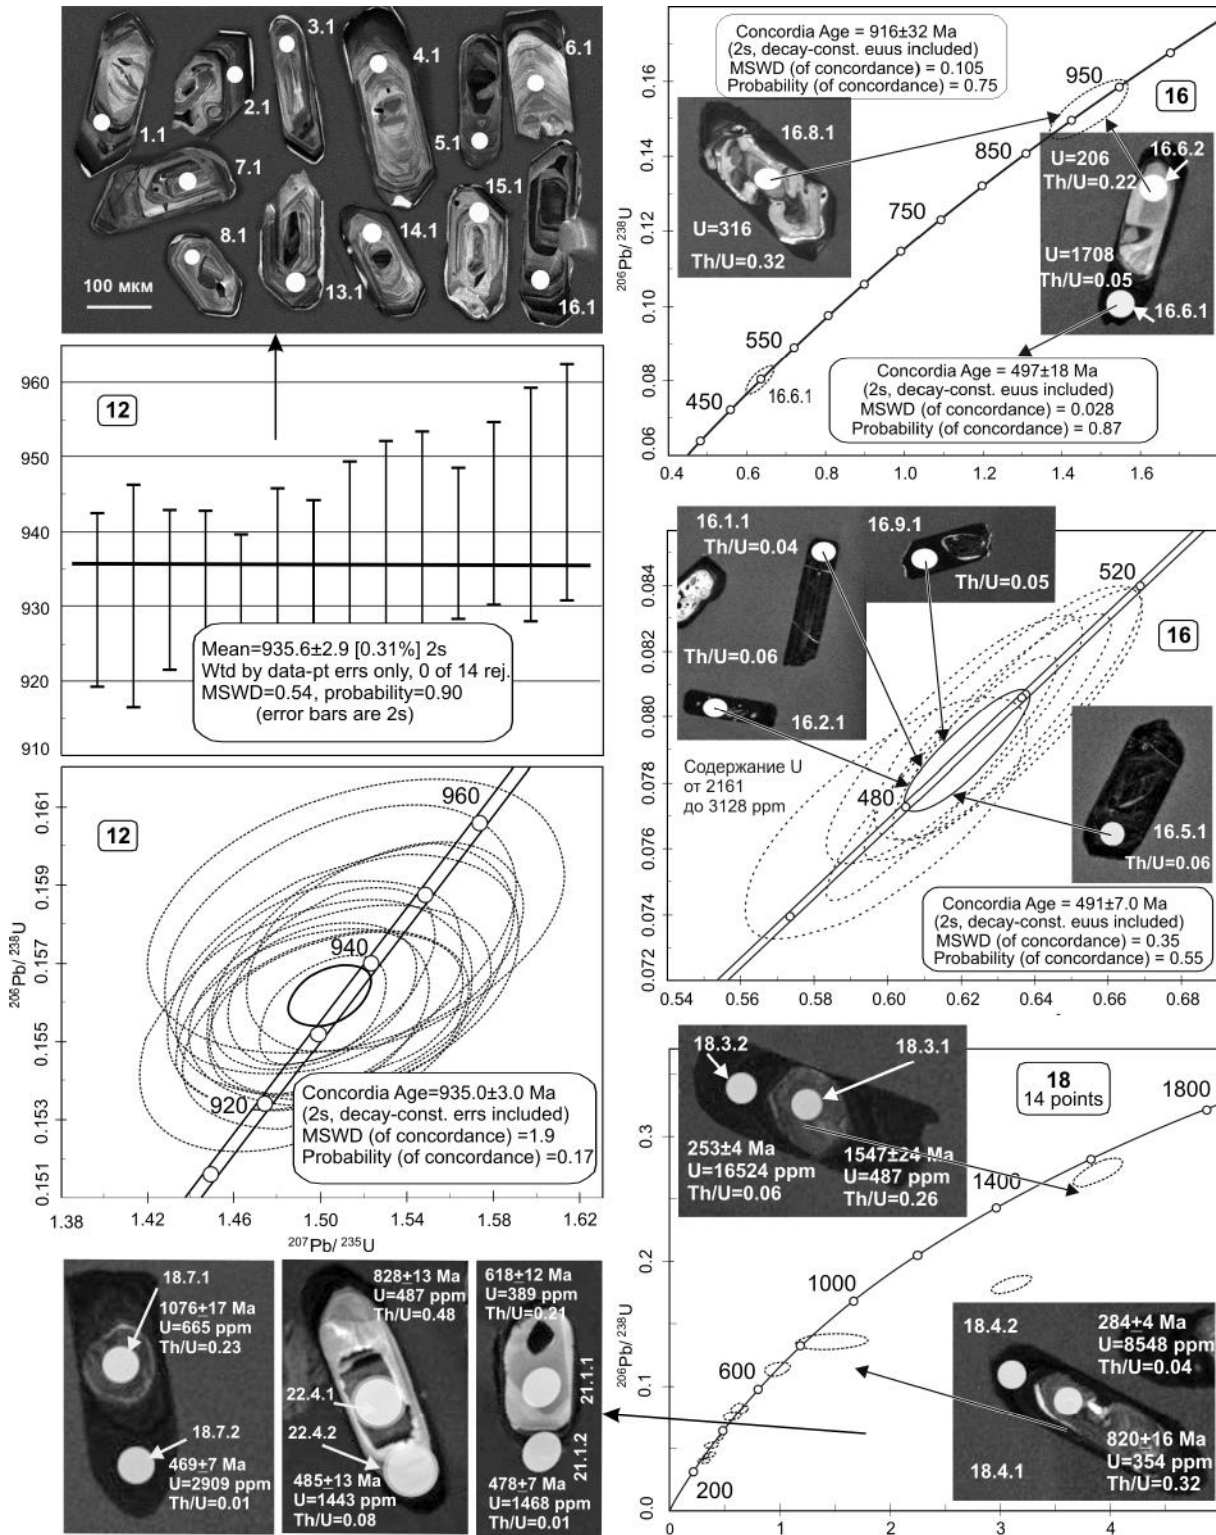 3.1
4.1
6.1
2.1
1.1
5.1
7.1
15.1
8.1
14.1
13.1
16.1
100 мкм
960
950
940
930
920
910
12
Mean=935.6±2.9 [0.31%] 2s
Wtd by data-pt errs only, 0 of 14 rej.
MSWD=0.54, probability=0.90
(error bars are 2s)
0.161
0.159
0.157
0.155
0.153
0.151
206Pb/ 238U
12
960
940
920
Concordia Age=935.0±3.0 Ma
(2s, decay-const. errs included)
MSWD (of concordance) =1.9
Probability (of concordance) =0.17
1.38
1.42
1.46
1.50
1.54
1.58
1.62
207Pb/ 235U
18.7.1
1076±17 Ma
U=665 ppm
Th/U=0.23
18.7.2
469±7 Ma
U=2909 ppm
Th/U=0.01
828±13 Ma
U=487 ppm
Th/U=0.48
22.4.1
22.4.2
485±13 Ma
U=1443 ppm
Th/U=0.08
618±12 Ma
U=389 ppm
Th/U=0.21
21.1.1
21.1.2
478±7 Ma
U=1468 ppm
Th/U=0.01
Concordia Age = 916±32 Ma
(2s, decay-const. euus included)
MSWD (of concordance) = 0.105
Probability (of concordance) = 0.75
16
0.16
0.14
0.12
0.10
0.08
0.06
206Pb/ 238U
950
850
750
550
450
16.8.1
U=316
Th/U=0.32
U=206
Th/U=0.22
16.6.2
U=1708
Th/U=0.05
16.6.1
16.6.1
Concordia Age = 497±18 Ma
(2s, decay-const. euus included)
MSWD (of concordance) = 0.028
Probability (of concordance) = 0.87
0.4
0.6
0.8
1.0
1.2
1.4
1.6
16.1.1
Th/U=0.04
16.9.1
Th/U=0.05
Th/U=0.06
16.2.1
Содержание U
от 2161
до 3128 ppm
520
480
16
0.084
0.082
0.080
0.078
0.076
0.074
0.072
16.5.1
Th/U=0.06
Concordia Age = 491±7.0 Ma
(2s, decay-const. euus included)
MSWD (of concordance) = 0.35
Probability (of concordance) = 0.55
0.54
0.56
0.58
0.60
0.62
0.64
0.66
0.68
18.3.2
18.3.1
253±4 Ma
U=16524 ppm
Th/U=0.06
1547±24 Ma
U=487 ppm
Th/U=0.26
18
14 points
1800
1400
1000
600
200
0.3
0.2
0.1
0.0
206Pb/ 238U
18.4.2
284±4 Ma
U=8548 ppm
Th/U=0.04
820±16 Ma
U=354 ppm
Th/U=0.32
18.4.1
0
1
2
3
4